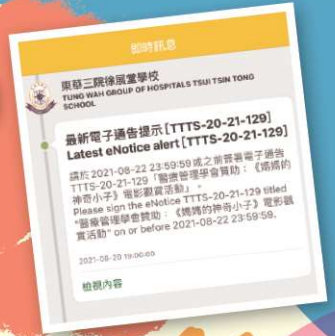 即時訊息
東華三院徐展堂學校
TUNG WAH GROUP OF HOSPITALS TSUI TSIN TONG
SCHOOL
最新電子通告提示 [TTTS-20-21-129]
Latest eNotice alert [TTTS-20-21-129]
請於 2021-08-22 23:59:59 或之前簽署電子通告
TTTS-20-21-129「醫療管理學會贊助：《媽媽的
神奇小子》電影觀賞活動」。
Please sign the eNotice TTTS-20-21-129 titled
"醫療管理學會贊助：《媽媽的神奇小子》電影觀
賞活動" on or before 2021-08-22 23:59:59.
2021-08-20 19:00:00
檢視內容